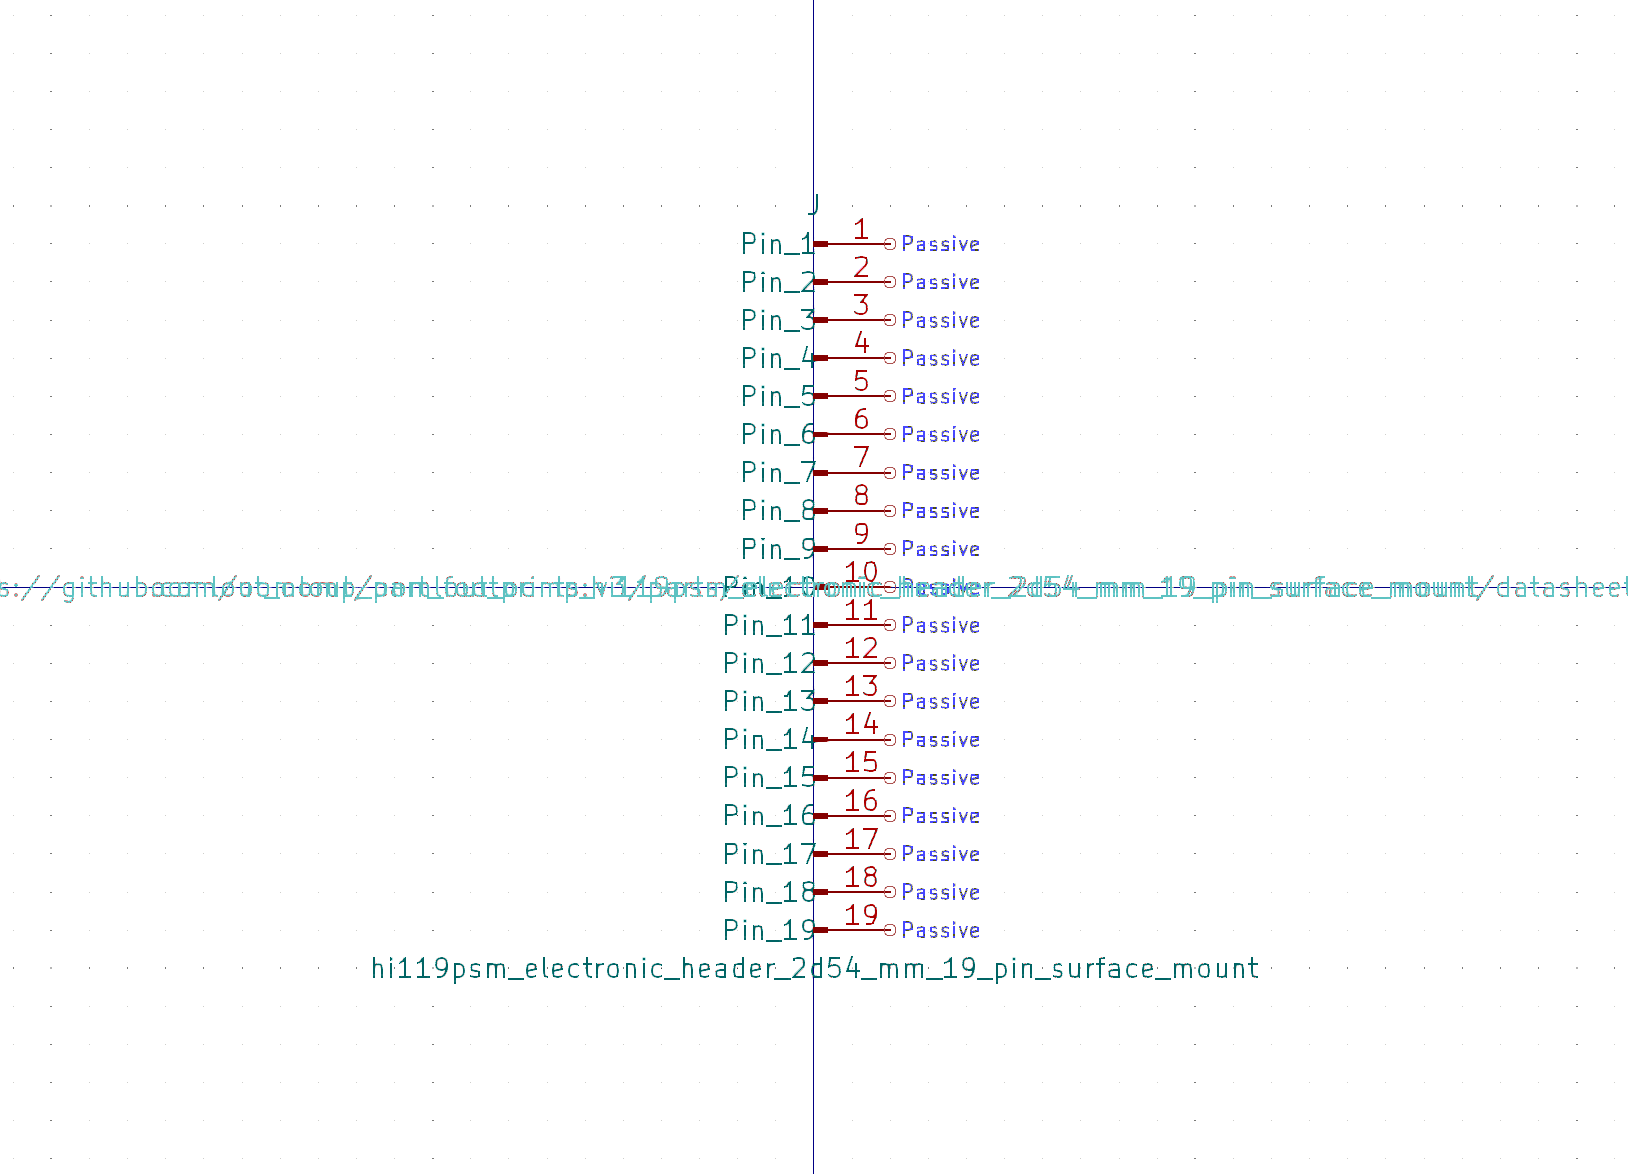 J
Pin_1 1 Passive
Pin_2 2 Passive
Pin_3 3 Passive
Pin_4 4 Passive
Pin_5 5 Passive
Pin_6 6 Passive
Pin_7 7 Passive
Pin_8 8 Passive
Pin_9 9 Passive
Pin_10 10 Passive
Pin_11 11 Passive
Pin_12 12 Passive
Pin_13 13 Passive
Pin_14 14 Passive
Pin_15 15 Passive
Pin_16 16 Passive
Pin_17 17 Passive
Pin_18 18 Passive
Pin_19 19 Passive
hi119psm_electronic_header_2d54_mm_19_pin_surface_mount